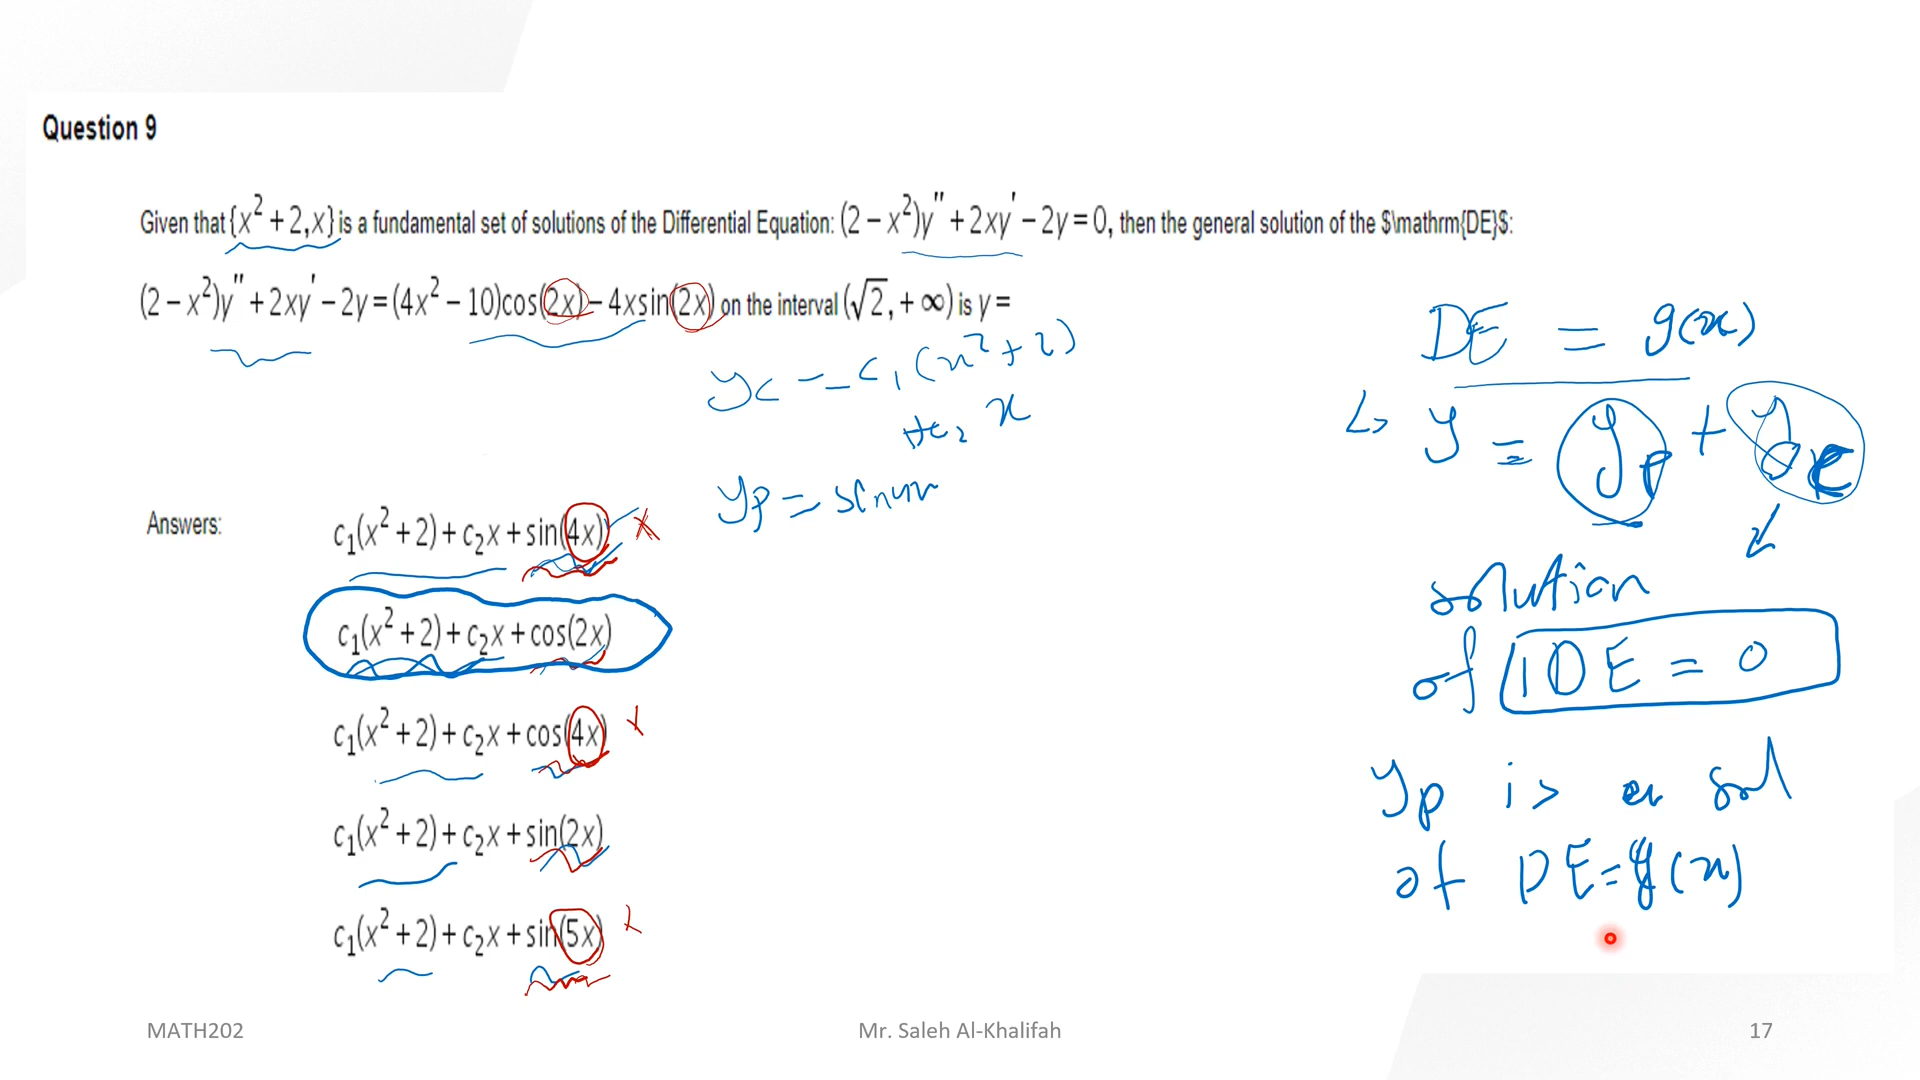 Question 9
Given that {x² + 2, x} is a fundamental set of solutions of the Differential Equation: (2 − x²)y″ + 2xy′ − 2y = 0, then the general solution of the $\mathrm{DE}$:
(2 − x²)y″ + 2xy′ − 2y = (4x² − 10)cos(2x) − 4xsin(2x) on the interval (√2, + ∞) is y =
yc = c₁(x² + 2)
+c₂ x
yp =
DE = g(x)
↳ y = yp + yc
solution
of DE = 0
yp is a sol
of DE = g(x)
Answers:
c₁(x² + 2) + c₂x + sin(4x) x
c₁(x² + 2) + c₂x + cos(2x)
c₁(x² + 2) + c₂x + cos(4x) x
c₁(x² + 2) + c₂x + sin(2x)
c₁(x² + 2) + c₂x + sin(5x) x
MATH202
Mr. Saleh Al-Khalifah
17